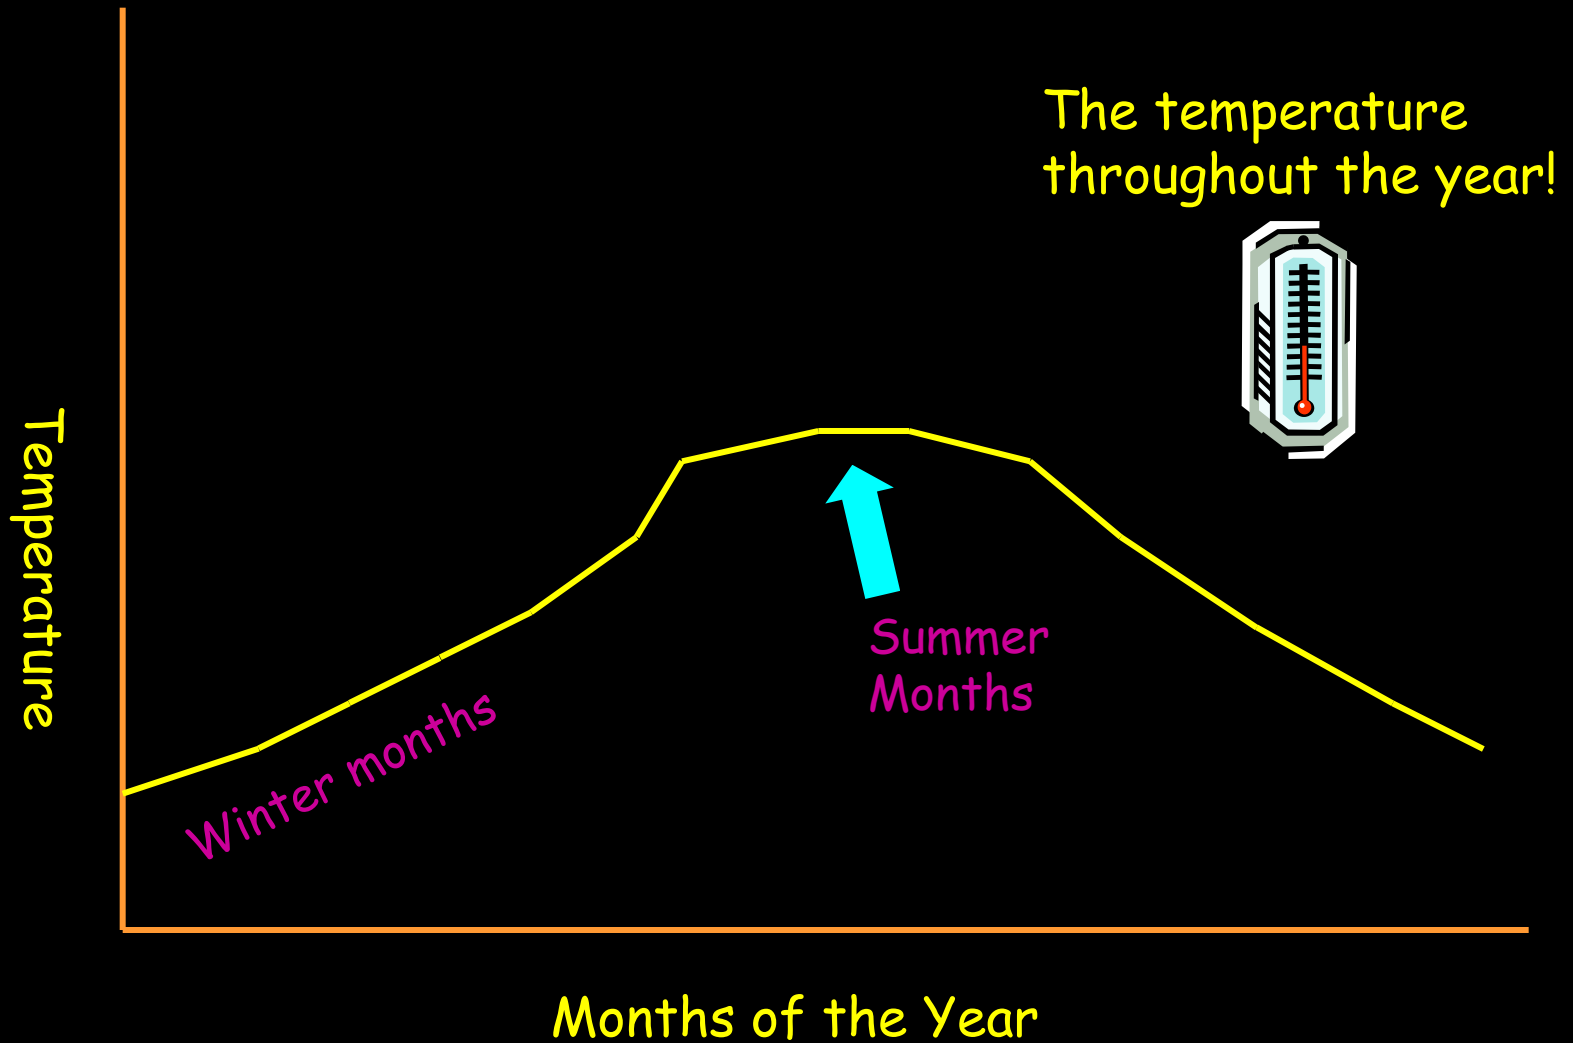 The temperature
throughout the year!
Temperature
Summer
Months
Winter months
Months of the Year